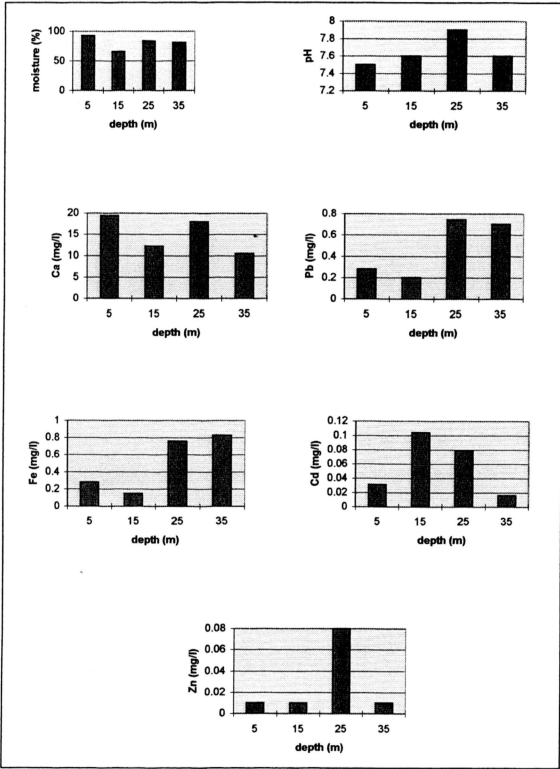 moisture (%)
100
50
0
5 15 25 35
depth (m)
pH
8
7.8
7.6
7.4
7.2
5 15 25 35
depth (m)
Ca (mg/l)
20
15
10
5
0
5 15 25 35
depth (m)
Pb (mg/l)
0.8
0.6
0.4
0.2
0
5 15 25 35
depth (m)
Fe (mg/l)
1
0.8
0.6
0.4
0.2
0
5 15 25 35
depth (m)
Cd (mg/l)
0.12
0.1
0.08
0.06
0.04
0.02
0
5 15 25 35
depth (m)
Zn (mg/l)
0.08
0.06
0.04
0.02
0
5 15 25 35
depth (m)